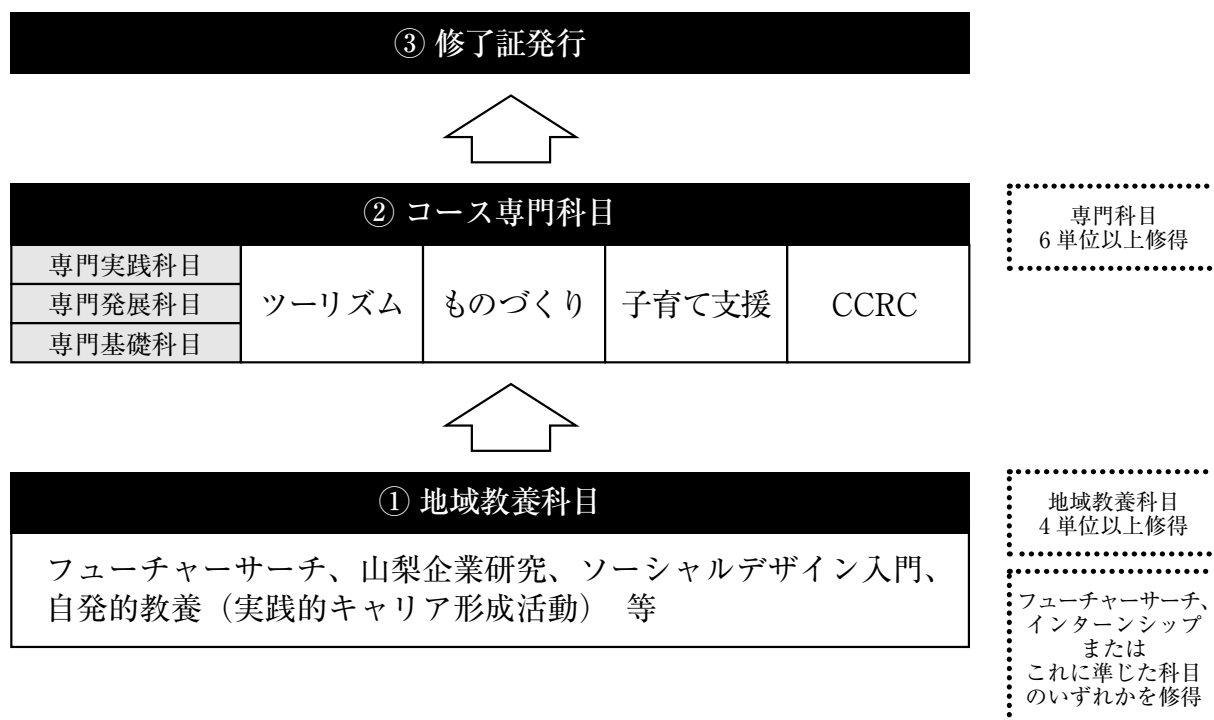 ③ 修了証発行
② コース専門科目
専門科目
6単位以上修得
専門実践科目
専門発展科目
専門基礎科目
ツーリズム
ものづくり
子育て支援
CCRC
① 地域教養科目
地域教養科目
4単位以上修得
フューチャーサーチ、山梨企業研究、ソーシャルデザイン入門、
自発的教養（実践的キャリア形成活動） 等
フューチャーサーチ、
インターンシップ
または
これに準じた科目
のいずれかを修得